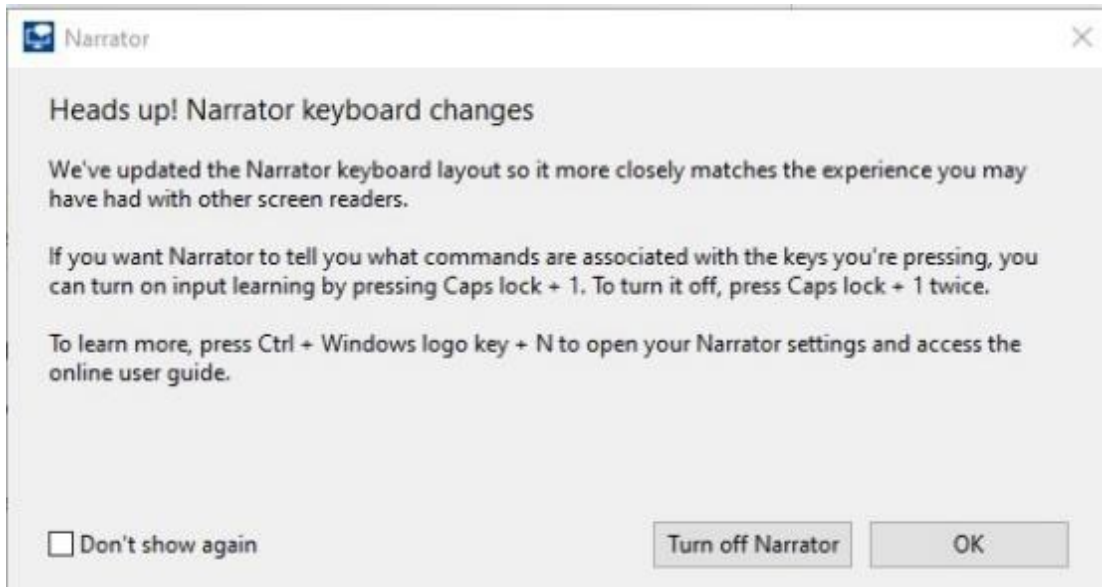 Narrator
Heads up! Narrator keyboard changes
We've updated the Narrator keyboard layout so it more closely matches the experience you may
have had with other screen readers.
If you want Narrator to tell you what commands are associated with the keys you're pressing, you
can turn on input learning by pressing Caps lock + 1. To turn it off, press Caps lock + 1 twice.
To learn more, press Ctrl + Windows logo key + N to open your Narrator settings and access the
online user guide.
Don't show again
Turn off Narrator
OK